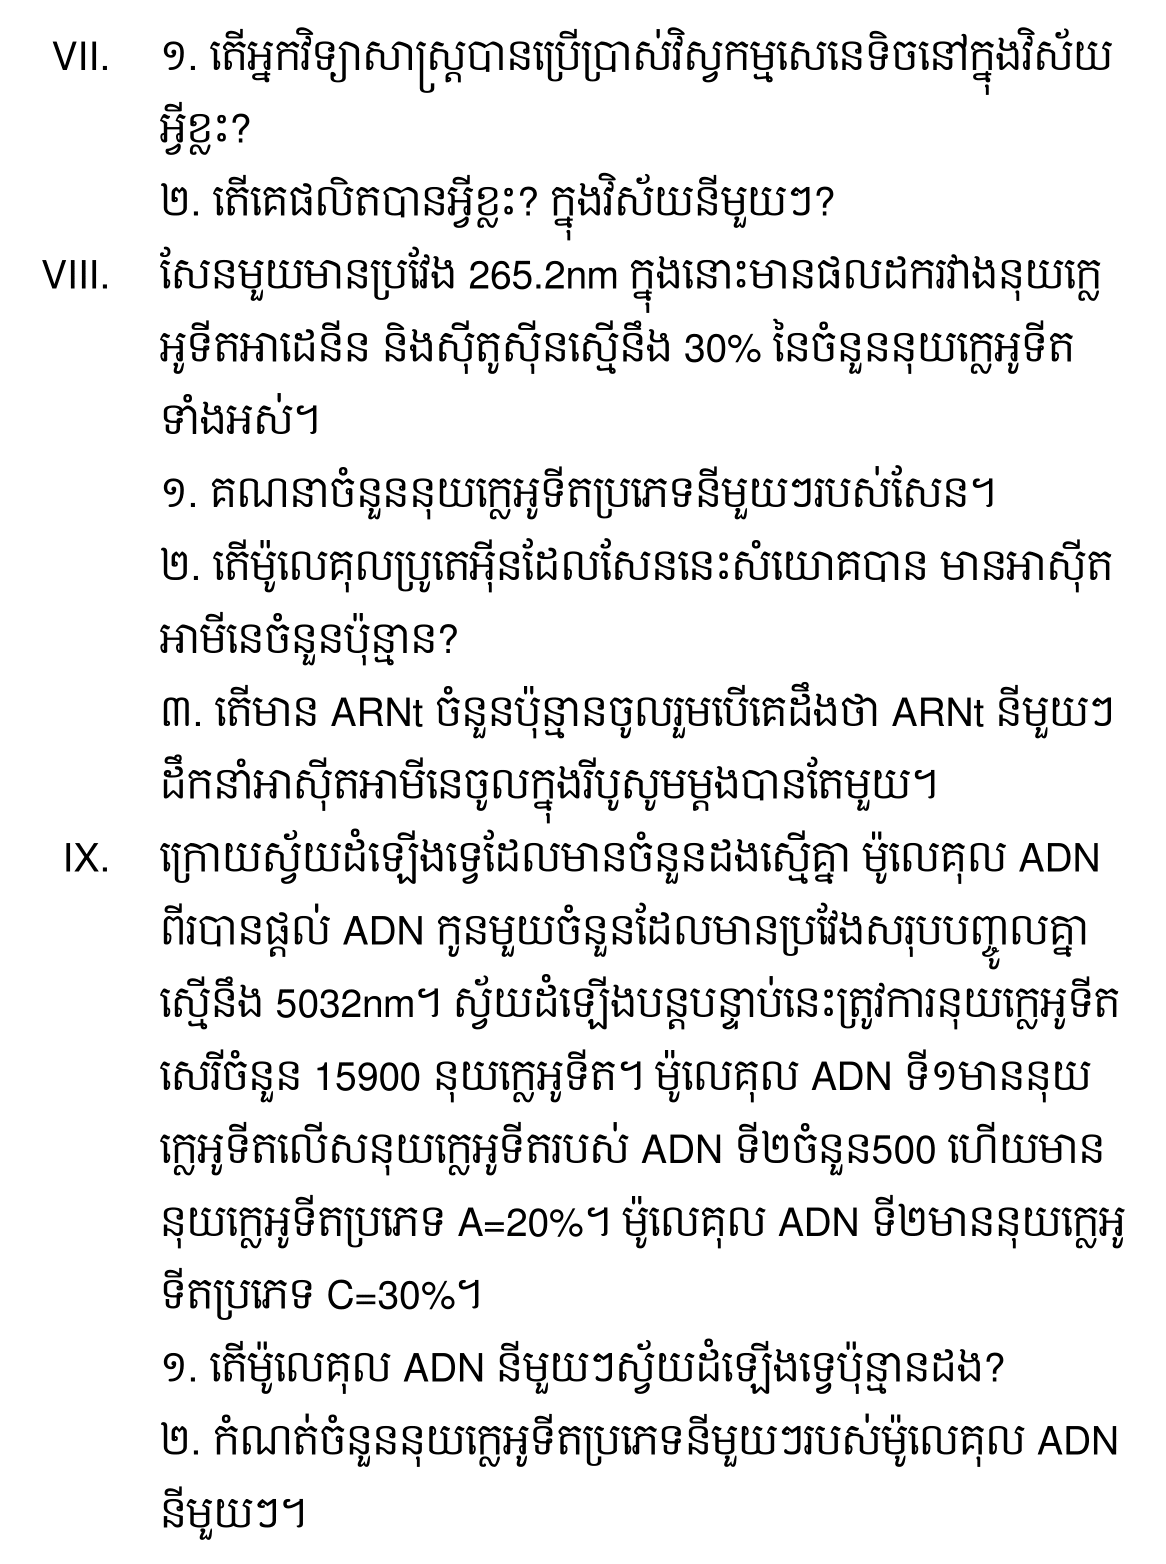 VII. ១. តើអ្នកវិទ្យាសាស្ត្របានប្រើប្រាស់វិស្វកម្មសេនេទិចនៅក្នុងវិស័យ
អ្វីខ្លះ?
២. តើគេផលិតបានអ្វីខ្លះ? ក្នុងវិស័យនីមួយៗ?
VIII. សែនមួយមានប្រវែង 265.2nm ក្នុងនោះមានផលដករវាងនុយក្លេ
អូទីតអាដេនីន និងស៊ីតូស៊ីនស្មើនឹង 30% នៃចំនួននុយក្លេអូទីត
ទាំងអស់។
១. គណនាចំនួននុយក្លេអូទីតប្រភេទនីមួយៗរបស់សែន។
២. តើម៉ូលេគុលប្រូតេអ៊ីនដែលសែននេះសំយោគបាន មានអាស៊ីត
អាមីនេចំនួនប៉ុន្មាន?
៣. តើមាន ARNt ចំនួនប៉ុន្មានចូលរួមបើគេដឹងថា ARNt នីមួយៗ
ដឹកនាំអាស៊ីតអាមីនេចូលក្នុងរីបូសូមម្តងបានតែមួយ។
IX. ក្រោយស្វ័យដំឡើងទ្វេដែលមានចំនួនដងស្មើគ្នា ម៉ូលេគុល ADN
ពីរបានផ្តល់ ADN កូនមួយចំនួនដែលមានប្រវែងសរុបបញ្ចូលគ្នា
ស្មើនឹង 5032nm។ ស្វ័យដំឡើងបន្តបន្ទាប់នេះត្រូវការនុយក្លេអូទីត
សេរីចំនួន 15900 នុយក្លេអូទីត។ ម៉ូលេគុល ADN ទី១មាននុយ
ក្លេអូទីតលើសនុយក្លេអូទីតរបស់ ADN ទី២ចំនួន500 ហើយមាន
នុយក្លេអូទីតប្រភេទ A=20%។ ម៉ូលេគុល ADN ទី២មាននុយក្លេអូ
ទីតប្រភេទ C=30%។
១. តើម៉ូលេគុល ADN នីមួយៗស្វ័យដំឡើងទ្វេប៉ុន្មានដង?
២. កំណត់ចំនួននុយក្លេអូទីតប្រភេទនីមួយៗរបស់ម៉ូលេគុល ADN
នីមួយៗ។